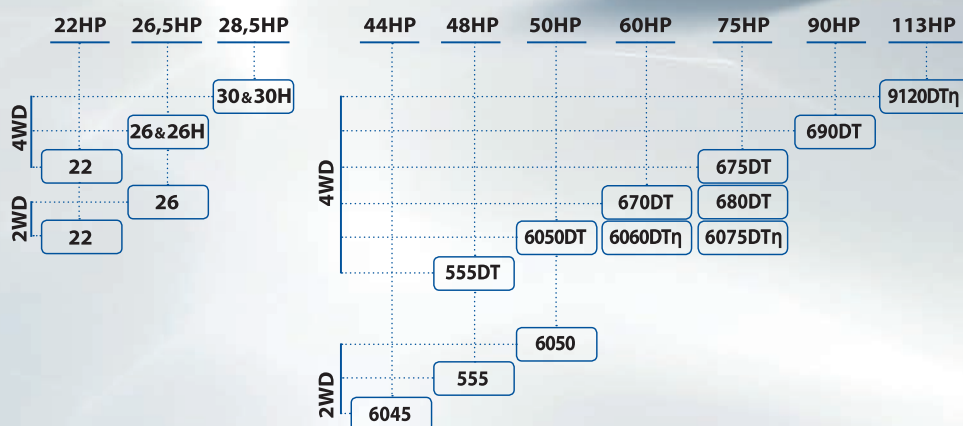 22HP 26,5HP 28,5HP 44HP 48HP 50HP 60HP 75HP 90HP 113HP
4WD
30&30H
26&26H
22
2WD
26
22
4WD
9120DTη
690DT
675DT
670DT 680DT
6050DT 6060DTη 6075DTη
555DT
2WD
6050
555
6045